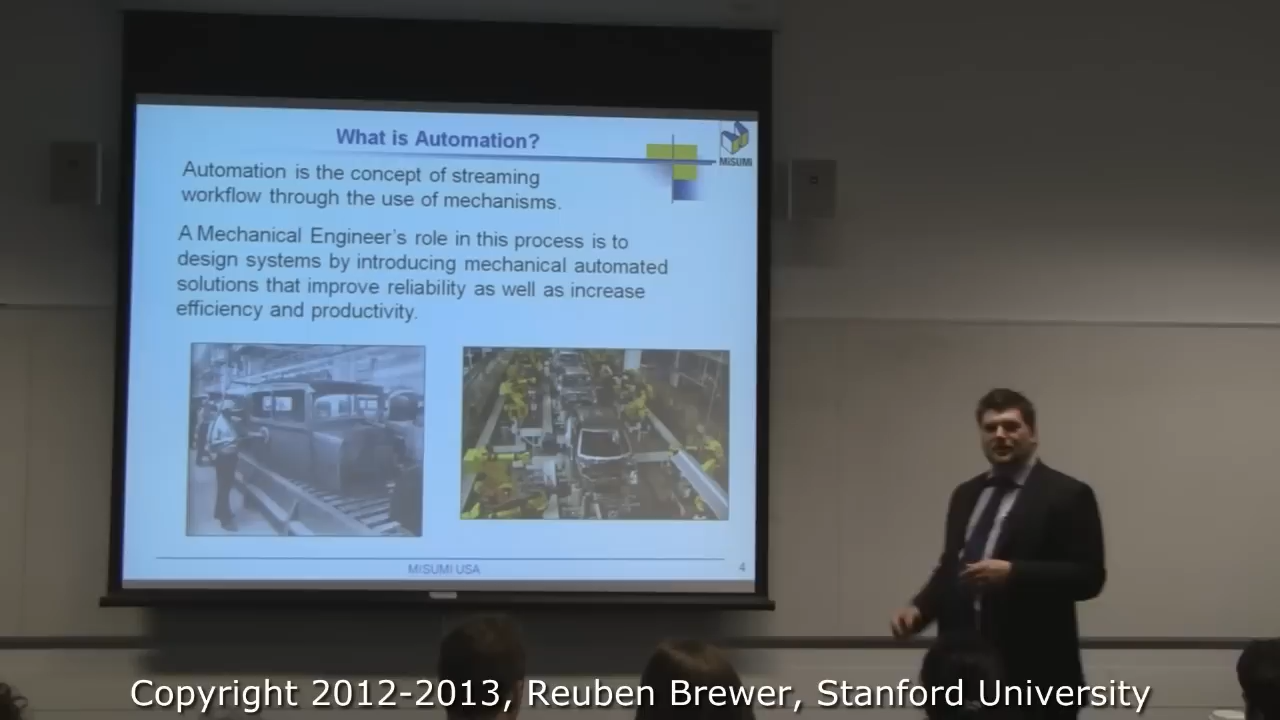 What is Automation?
MiSUMi
Automation is the concept of streaming
workflow through the use of mechanisms.
A Mechanical Engineer's role in this process is to
design systems by introducing mechanical automated
solutions that improve reliability as well as increase
efficiency and productivity.
MISUMI USA
4
Copyright 2012-2013, Reuben Brewer, Stanford University